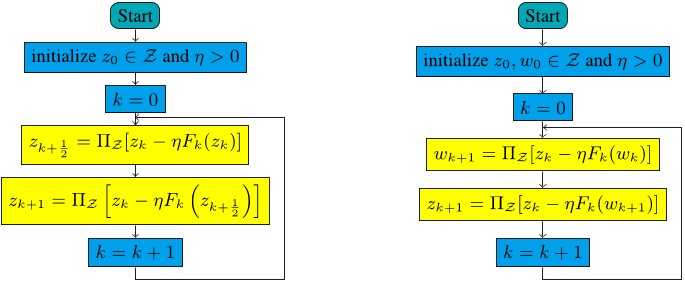 Start
initialize z_0 ∈ 𝒵 and η > 0
k = 0
z_{k+1/2} = Π_𝒵[z_k − ηF_k(z_k)]
z_{k+1} = Π_𝒵 [z_k − ηF_k (z_{k+1/2})]
k = k + 1
Start
initialize z_0, w_0 ∈ 𝒵 and η > 0
k = 0
w_{k+1} = Π_𝒵[z_k − ηF_k(w_k)]
z_{k+1} = Π_𝒵[z_k − ηF_k(w_{k+1})]
k = k + 1